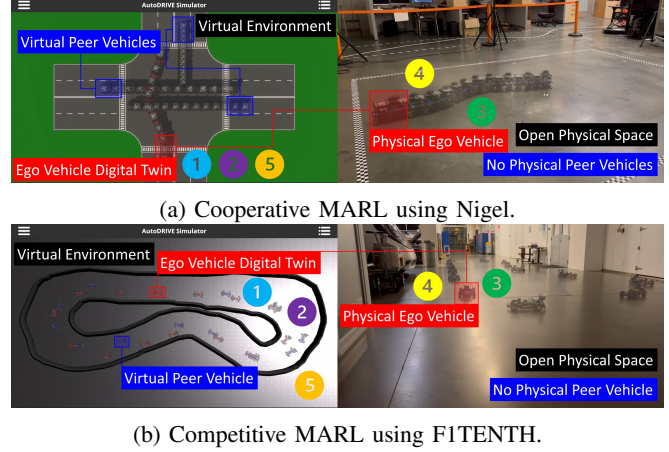 AutoDRIVE Simulator
Virtual Environment
Virtual Peer Vehicles
4
3
Physical Ego Vehicle
Open Physical Space
Ego Vehicle Digital Twin
1
2
5
No Physical Peer Vehicles
(a) Cooperative MARL using Nigel.
AutoDRIVE Simulator
Virtual Environment
Ego Vehicle Digital Twin
1
2
4
3
Physical Ego Vehicle
Open Physical Space
Virtual Peer Vehicle
5
No Physical Peer Vehicle
(b) Competitive MARL using F1TENTH.